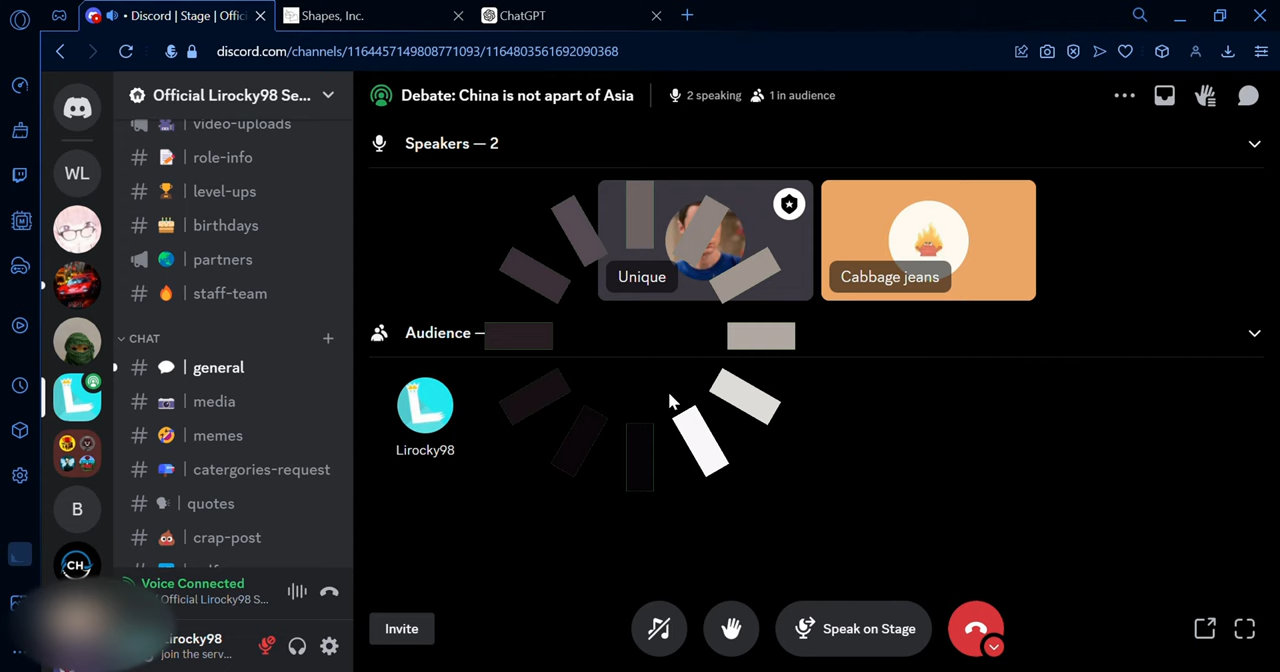 • Discord | Stage | Offici
Shapes, Inc.
ChatGPT
discord.com/channels/1164457149808771093/1164803561692090368
WL
B
CH
Official Lirocky98 Se...
| video-uploads
| role-info
| level-ups
| birthdays
| partners
| staff-team
CHAT
| general
| media
| memes
| catergories-request
| quotes
| crap-post
Voice Connected
Official Lirocky98 S...
irocky98
join the serv...
Debate: China is not apart of Asia
2 speaking
1 in audience
Speakers — 2
Unique
Cabbage jeans
Audience —
L
Lirocky98
Invite
Speak on Stage